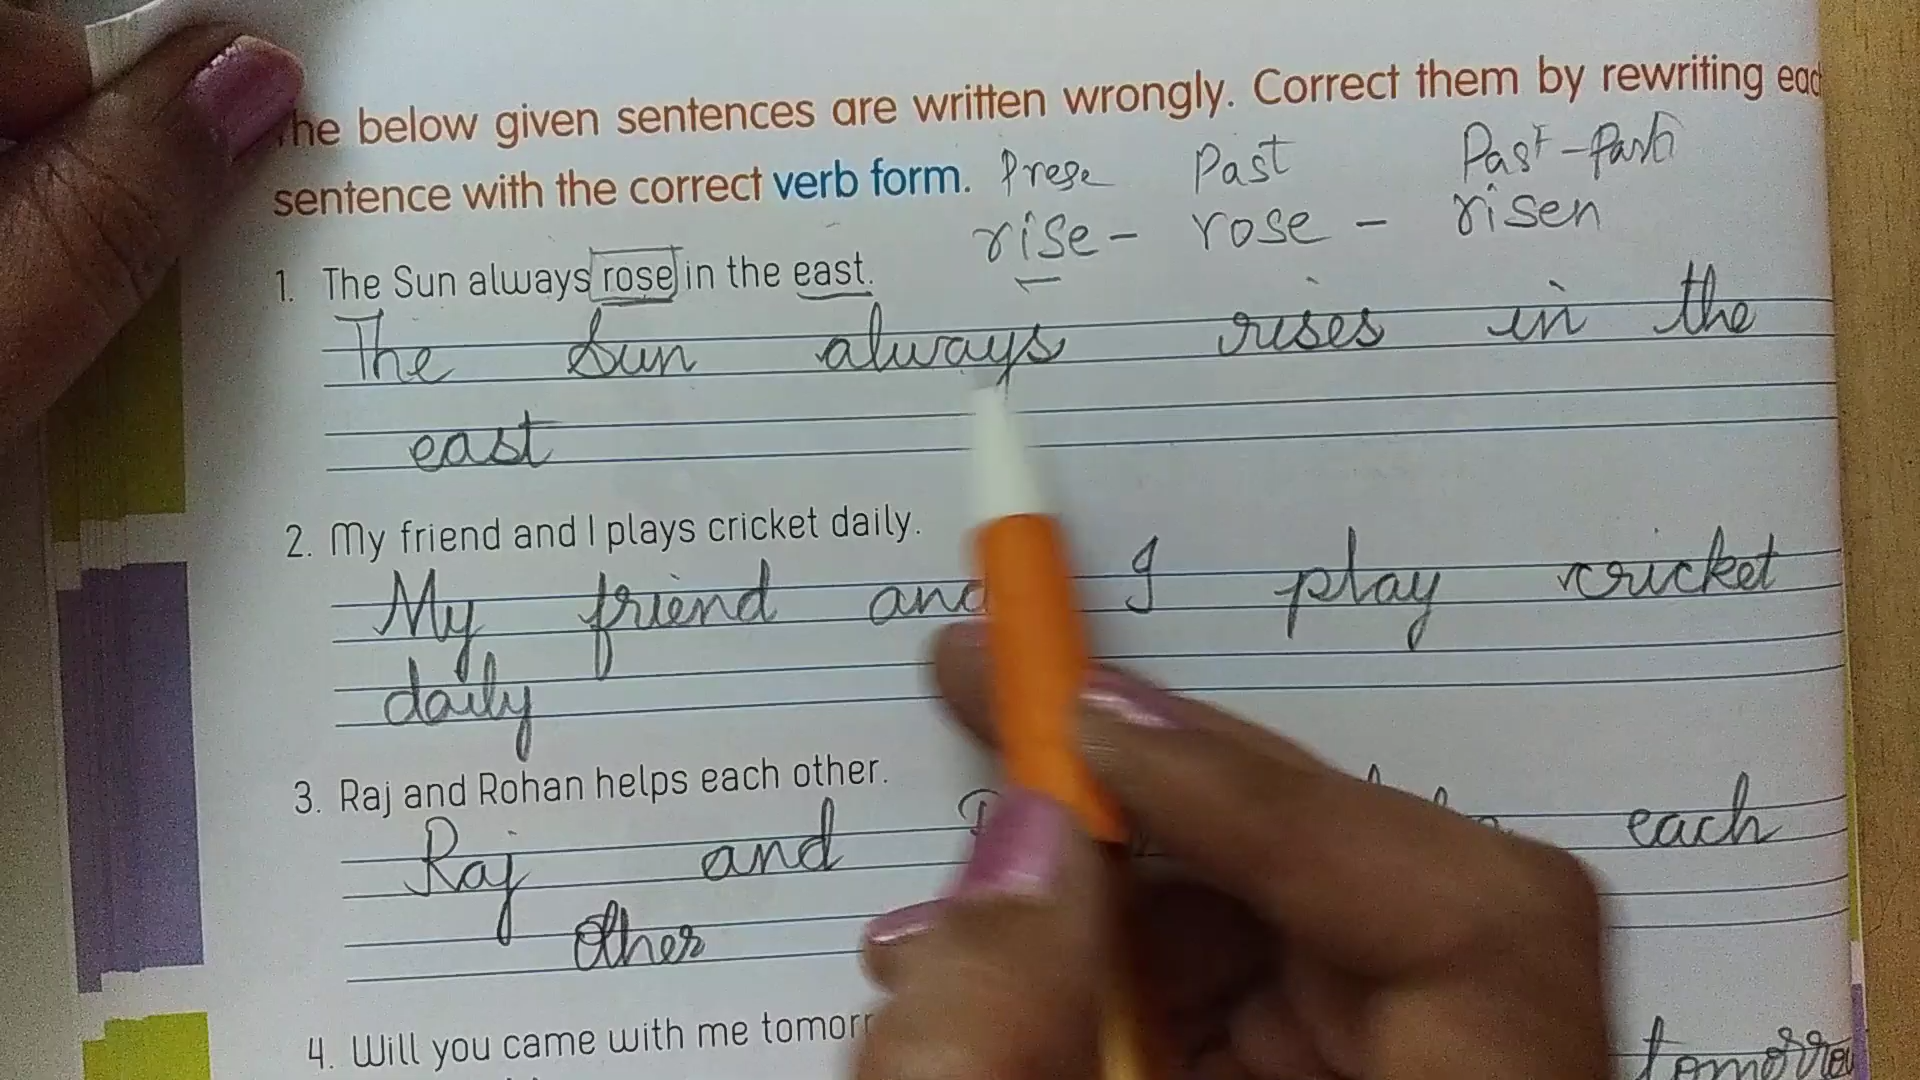 he below given sentences are written wrongly. Correct them by rewriting eac
sentence with the correct verb form.
Prese Past Past-Parti
rise - rose - risen
1. The Sun always rose in the east.
The Sun always rises in the
east
2. My friend and I plays cricket daily.
My friend and I play cricket
daily
3. Raj and Rohan helps each other.
Raj and each
other
4. Will you came with me tomorr
tomorro